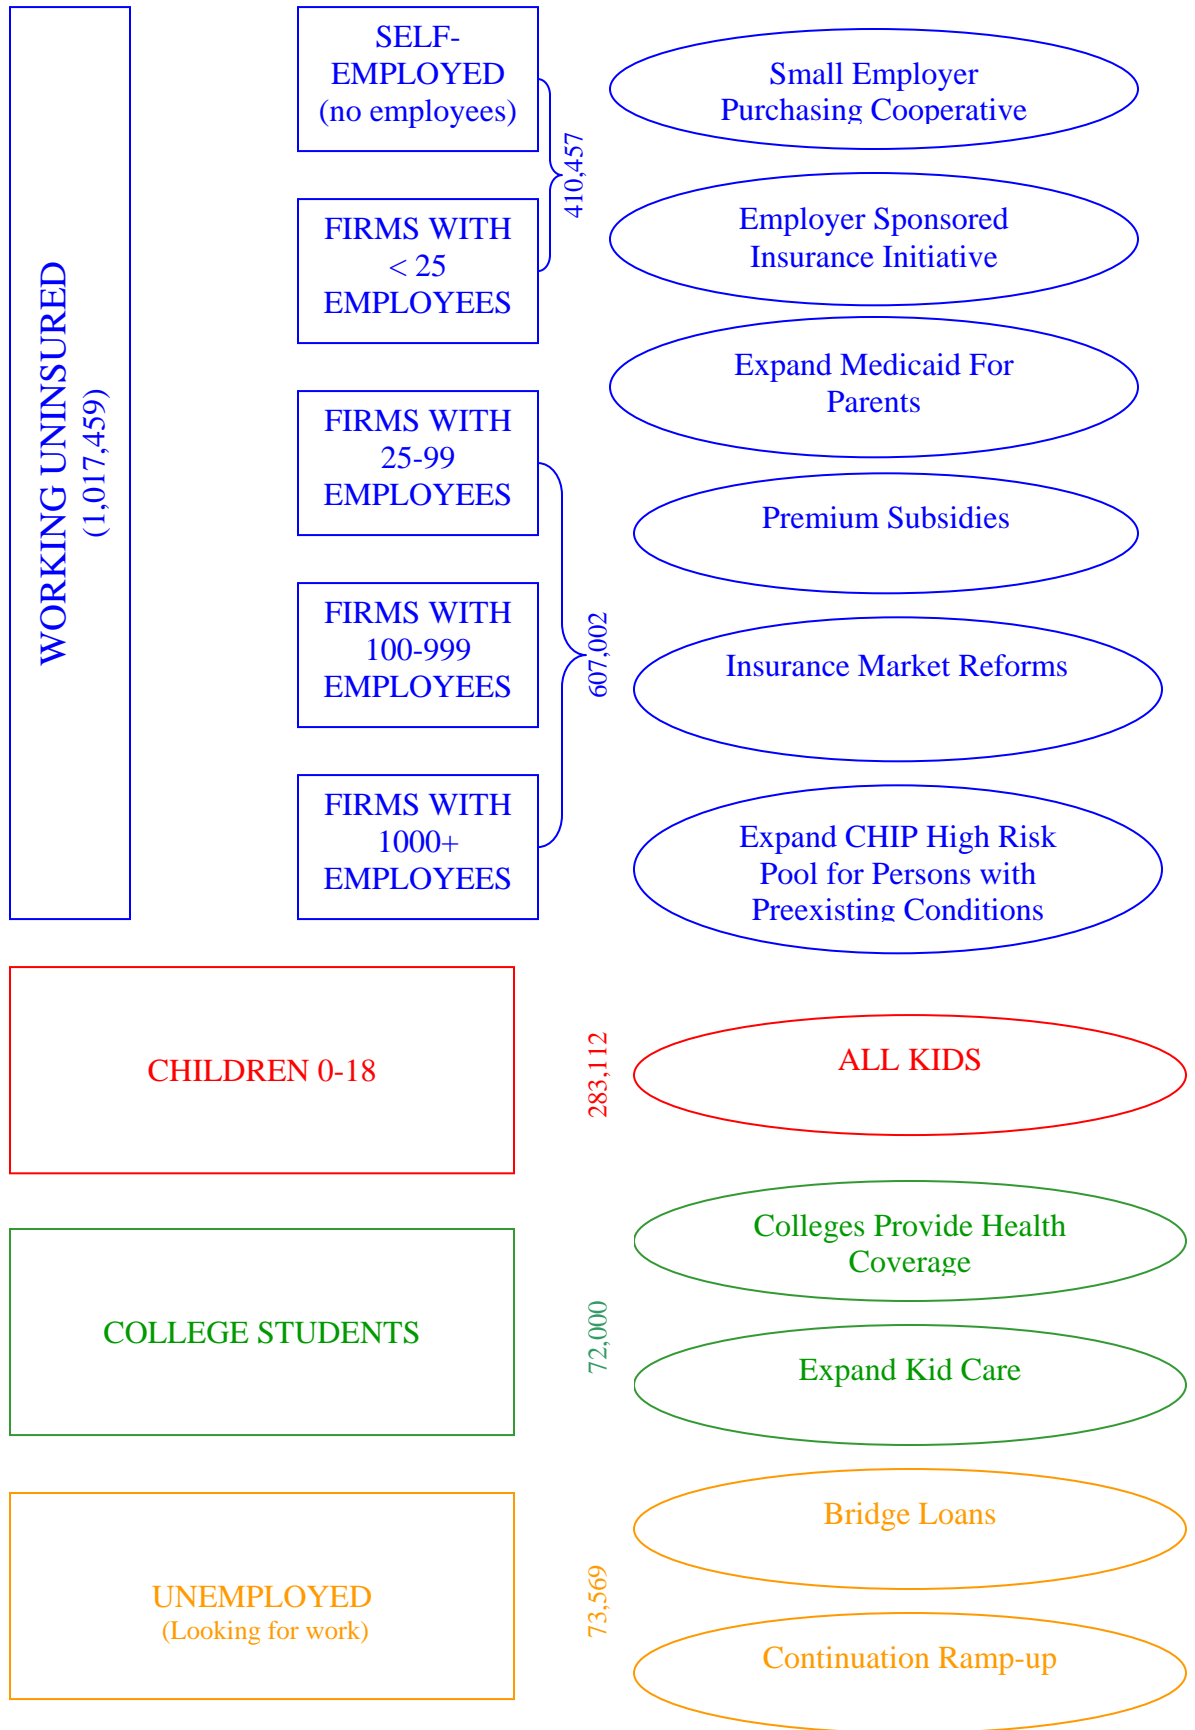 WORKING UNINSURED
(1,017,459)
SELF-
EMPLOYED
(no employees)
FIRMS WITH
< 25
EMPLOYEES
410,457
FIRMS WITH
25-99
EMPLOYEES
FIRMS WITH
100-999
EMPLOYEES
FIRMS WITH
1000+
EMPLOYEES
607,002
Small Employer
Purchasing Cooperative
Employer Sponsored
Insurance Initiative
Expand Medicaid For
Parents
Premium Subsidies
Insurance Market Reforms
Expand CHIP High Risk
Pool for Persons with
Preexisting Conditions
CHILDREN 0-18
283,112
ALL KIDS
COLLEGE STUDENTS
72,000
Colleges Provide Health
Coverage
Expand Kid Care
UNEMPLOYED
(Looking for work)
73,569
Bridge Loans
Continuation Ramp-up